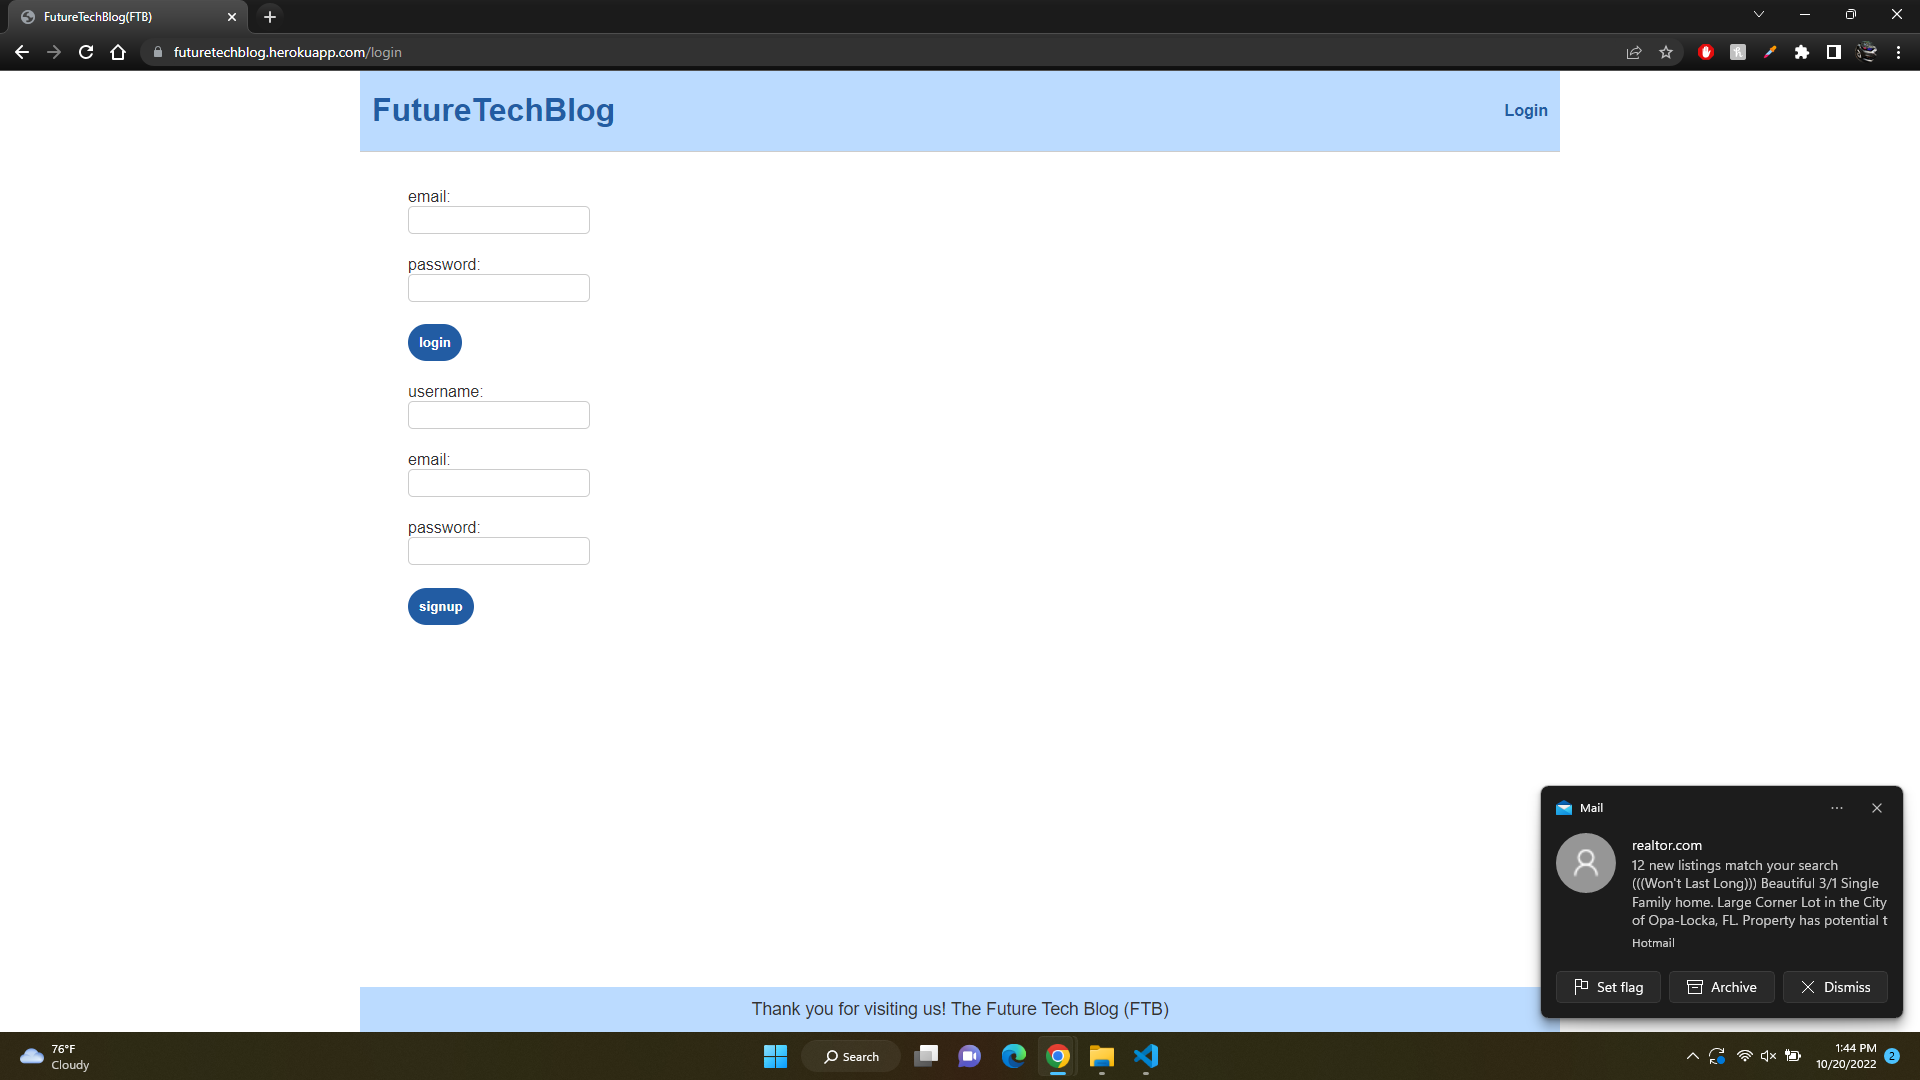 FutureTechBlog(FTB)
futuretechblog.herokuapp.com/login
FutureTechBlog
Login
email:
password:
login
username:
email:
password:
signup
Mail
realtor.com
12 new listings match your search
(((Won't Last Long))) Beautiful 3/1 Single
Family home. Large Corner Lot in the City
of Opa-Locka, FL. Property has potential t
Hotmail
Set flag
Archive
Dismiss
Thank you for visiting us! The Future Tech Blog (FTB)
76°F
Cloudy
Search
1:44 PM
10/20/2022
2